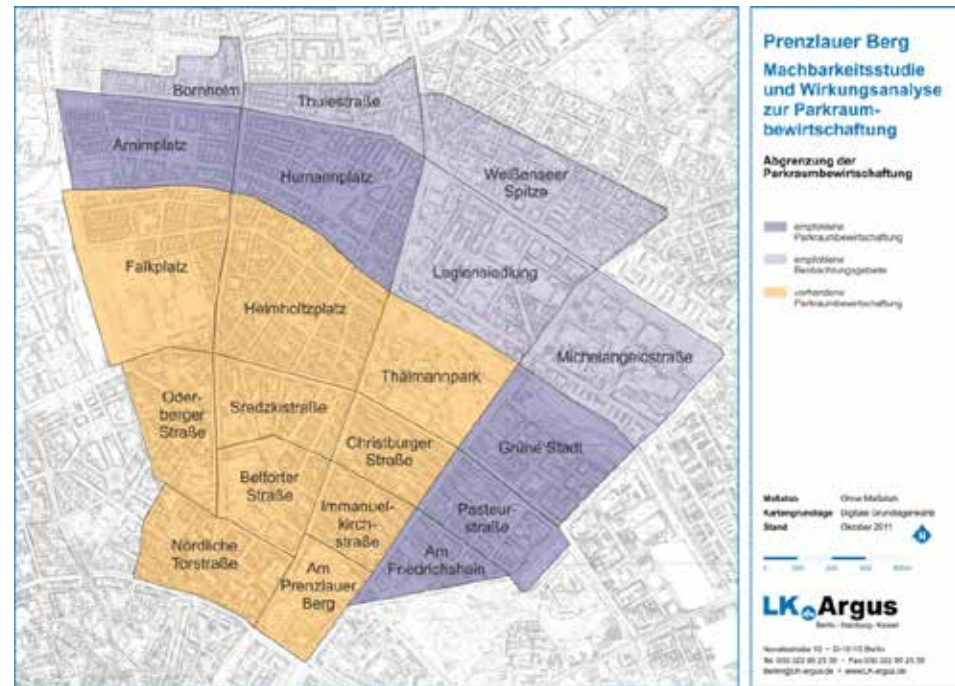 Bornholm
Thulestraße
Arnimplatz
Humannplatz
Weißenseer
Spitze
Falkplatz
Legiensiedlung
Helmholtzplatz
Michelangelostraße
Thälmannpark
Oder-
berger
Straße
Sredzkistraße
Christburger
Straße
Grüne Stadt
Belforter
Straße
Immanuel-
kirch-
straße
Pasteur-
straße
Nördliche
Torstraße
Am
Prenzlauer
Berg
Am
Friedrichshain
Prenzlauer Berg
Machbarkeitsstudie
und Wirkungsanalyse
zur Parkraum-
bewirtschaftung
Abgrenzung der
Parkraumbewirtschaftung
empfohlene
Parkraumbewirtschaftung
empfohlene
Beobachtungsgebiete
vorhandene
Parkraumbewirtschaftung
Maßstab Ohne Maßstab
Kartengrundlage Digitale Grundlagenkarte
Stand Oktober 2011
N
LK Argus
Berlin · Hamburg · Kassel